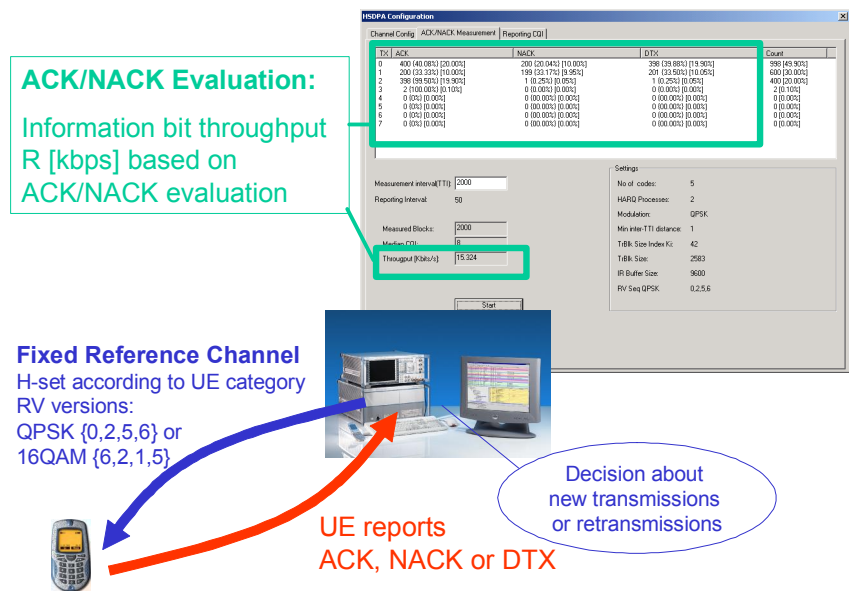 HSDPA Configuration
Channel Config ACK/NACK Measurement Reporting CQI
TX ACK NACK DTX Count
0 400 (40.08%) [20.00%] 200 (20.04%) [10.00%] 398 (39.88%) [19.90%] 998 [49.90%]
1 200 (33.33%) [10.00%] 199 (33.17%) [9.95%] 201 (33.50%) [10.05%] 600 [30.00%]
2 398 (99.50%) [19.90%] 1 (0.25%) [0.05%] 1 (0.25%) [0.05%] 400 [20.00%]
3 2 (100.00%) [0.10%] 0 (0.00%) [0.00%] 0 (0.00%) [0.00%] 2 [0.10%]
4 0 (0%) [0.00%] 0 (00.00%) [0.00%] 0 (00.00%) [0.00%] 0 [0.00%]
5 0 (0%) [0.00%] 0 (00.00%) [0.00%] 0 (00.00%) [0.00%] 0 [0.00%]
6 0 (0%) [0.00%] 0 (00.00%) [0.00%] 0 (00.00%) [0.00%] 0 [0.00%]
7 0 (0%) [0.00%] 0 (00.00%) [0.00%] 0 (00.00%) [0.00%] 0 [0.00%]
ACK/NACK Evaluation:
Information bit throughput
R [kbps] based on
ACK/NACK evaluation
Measurement interval(TTI): 2000
Reporting Interval: 50
Measured Blocks: 2000
Median CQI: 8
Througput [Kbits/s]: 15.324
Start
Settings
No of codes: 5
HARQ Processes: 2
Modulation: QPSK
Min inter-TTI distance: 1
TrBlk Size Index Ki: 42
TrBlk Size: 2583
IR Buffer Size: 9600
RV Seq QPSK 0,2,5,6
Fixed Reference Channel
H-set according to UE category
RV versions:
QPSK {0,2,5,6} or
16QAM {6,2,1,5}
Decision about
new transmissions
or retransmissions
UE reports
ACK, NACK or DTX